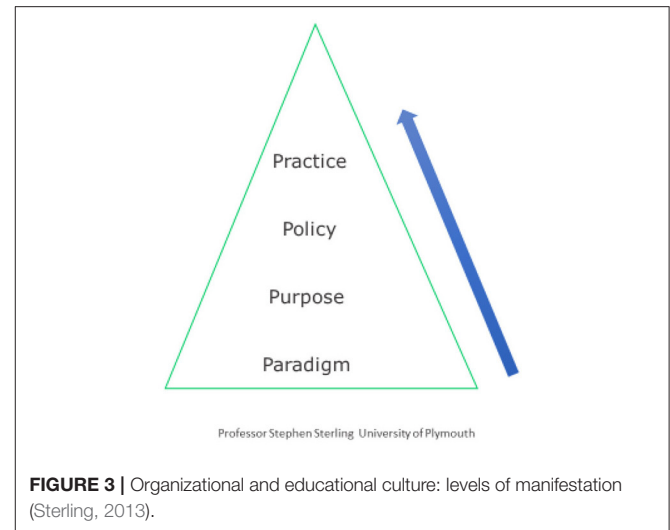 Practice
Policy
Purpose
Paradigm
Professor Stephen Sterling University of Plymouth
FIGURE 3 | Organizational and educational culture: levels of manifestation
(Sterling, 2013).